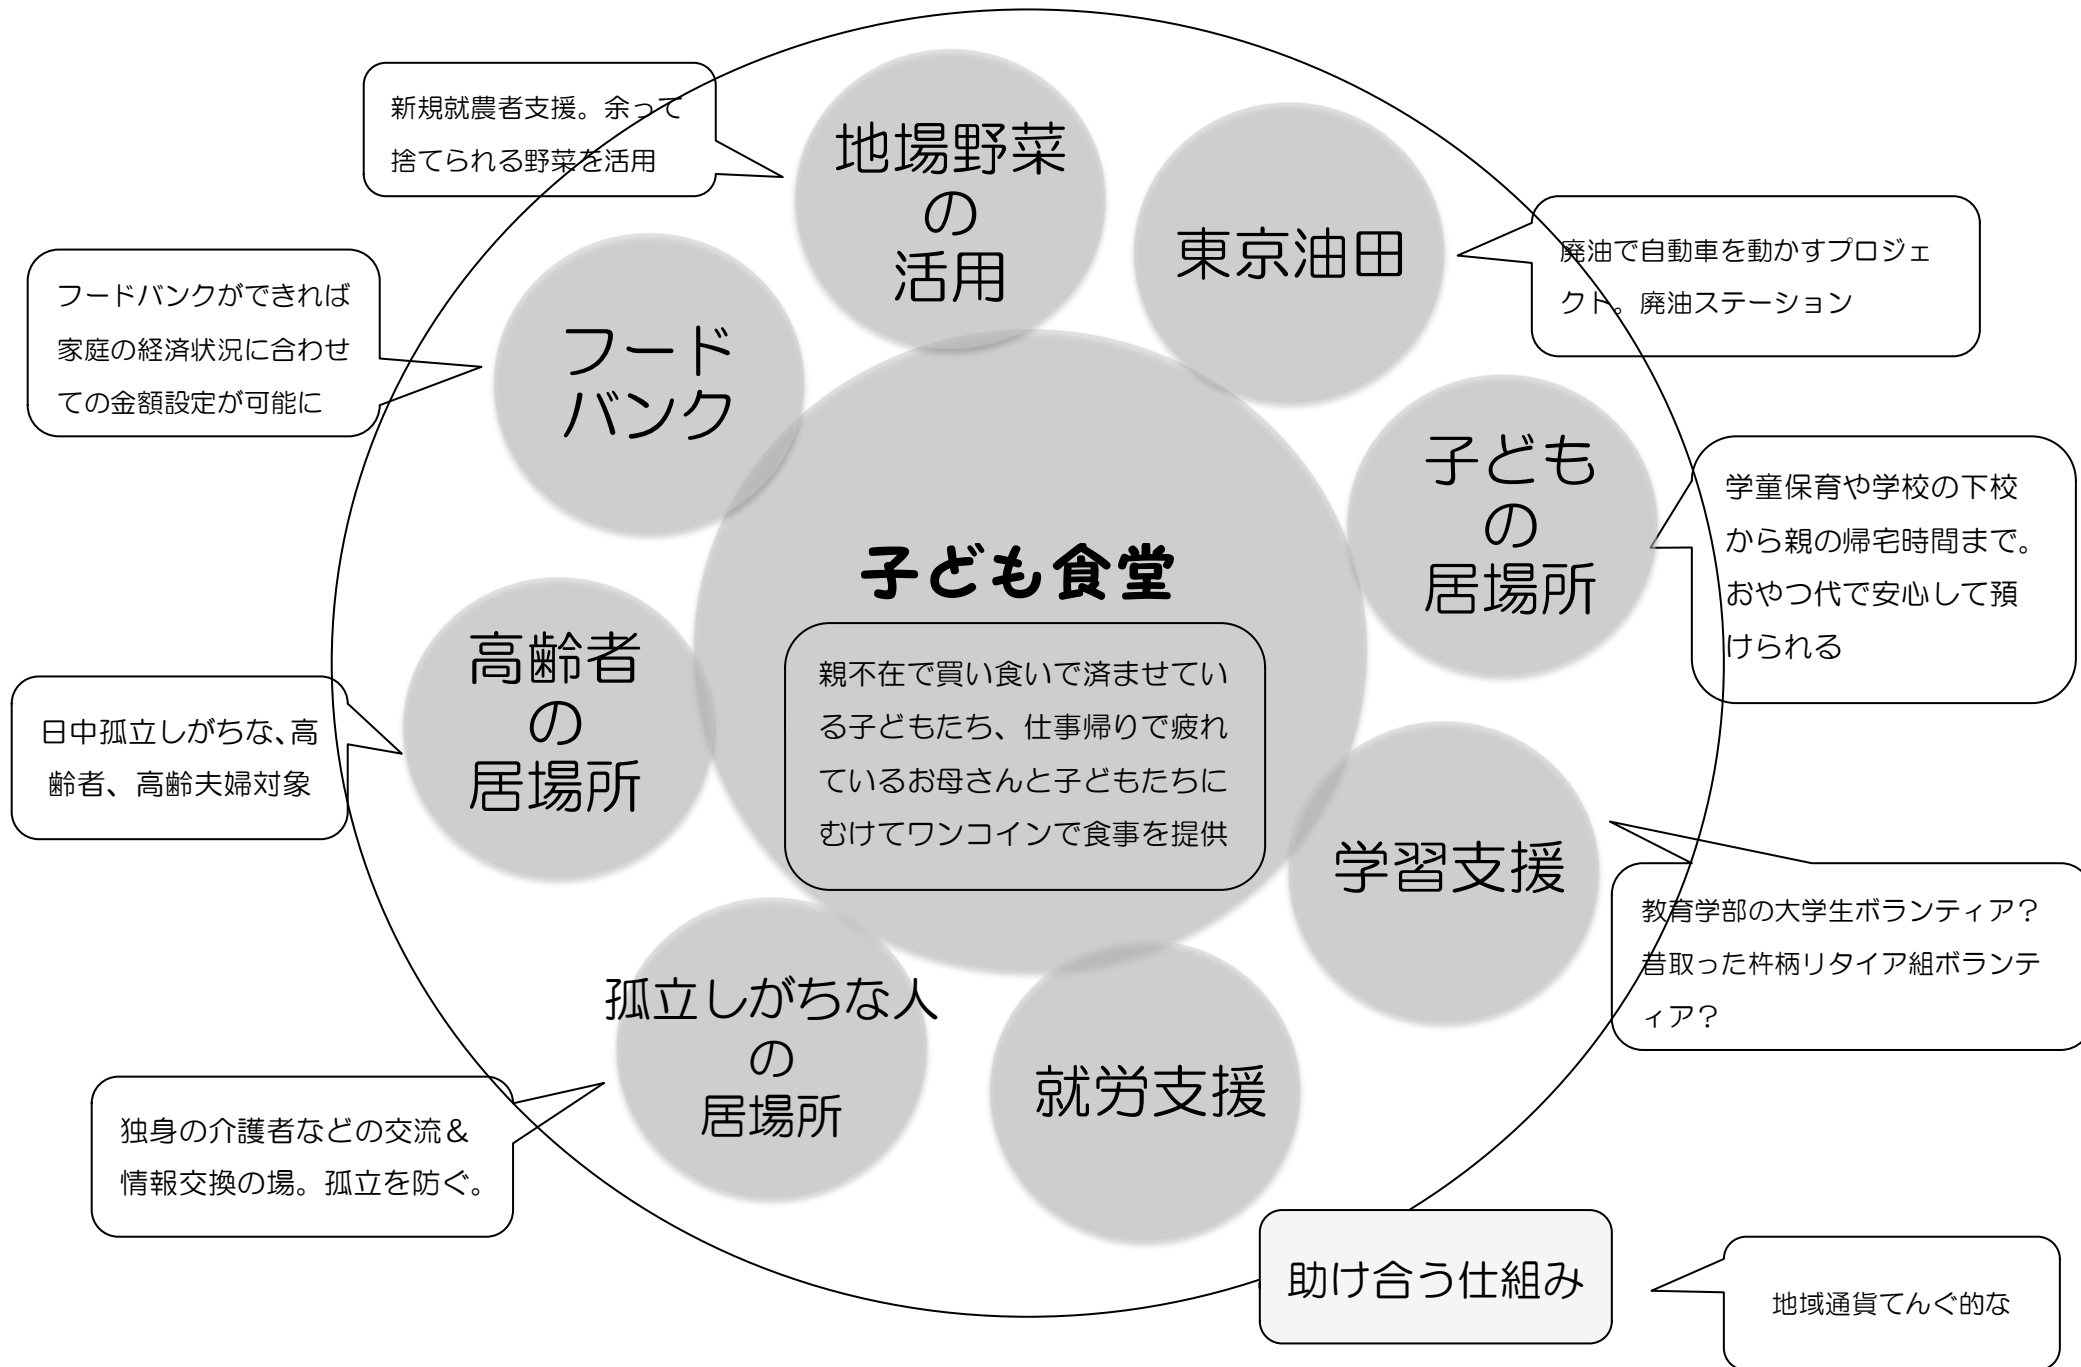 新規就農者支援。余って
捨てられる野菜を活用
地場野菜
の
活用
東京油田
廃油で自動車を動かすプロジェ
クト。廃油ステーション
フードバンクができれば
家庭の経済状況に合わせ
ての金額設定が可能に
フード
バンク
子ども
の
居場所
学童保育や学校の下校
から親の帰宅時間まで。
おやつ代で安心して預
けられる
子ども食堂
親不在で買い食いで済ませてい
る子どもたち、仕事帰りで疲れ
ているお母さんと子どもたちに
むけてワンコインで食事を提供
高齢者
の
居場所
日中孤立しがちな、高
齢者、高齢夫婦対象
学習支援
教育学部の大学生ボランティア?
昔取った杵柄リタイア組ボランテ
ィア?
孤立しがちな人
の
居場所
独身の介護者などの交流&
情報交換の場。孤立を防ぐ。
就労支援
助け合う仕組み
地域通貨てんぐ的な